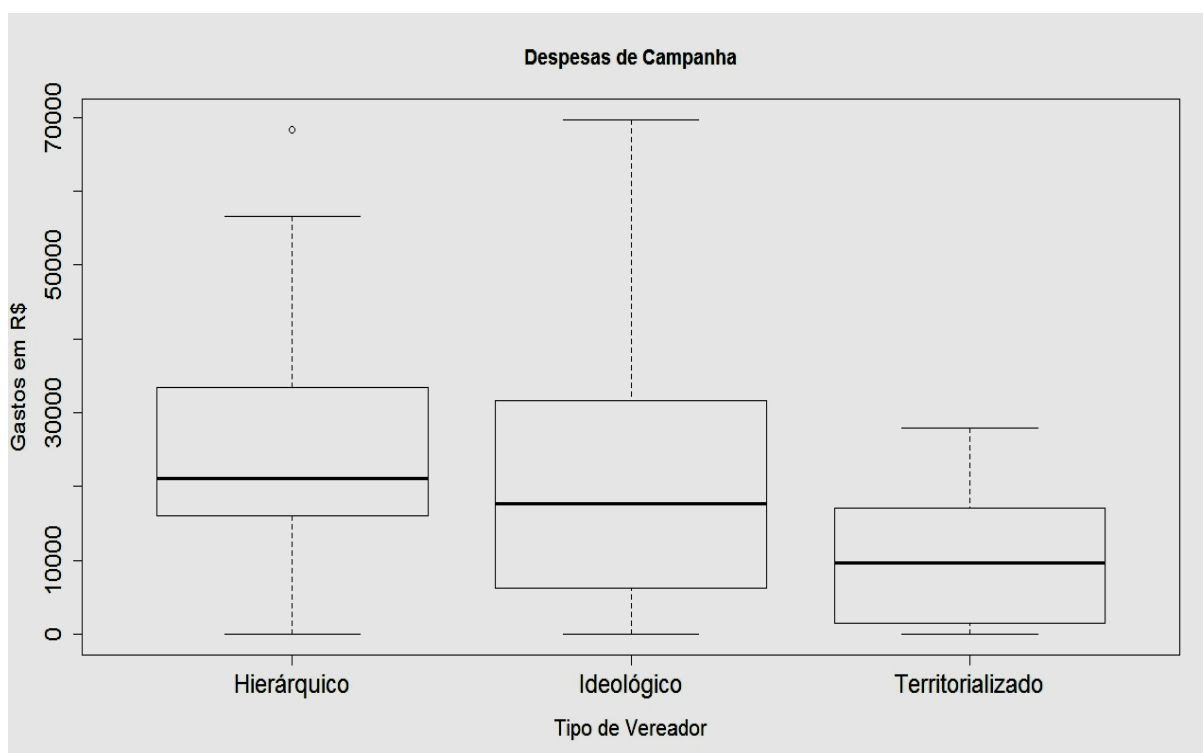 Despesas de Campanha
Gastos em R$
70000
50000
30000
10000
0
Hierárquico Ideológico Territorializado
Tipo de Vereador